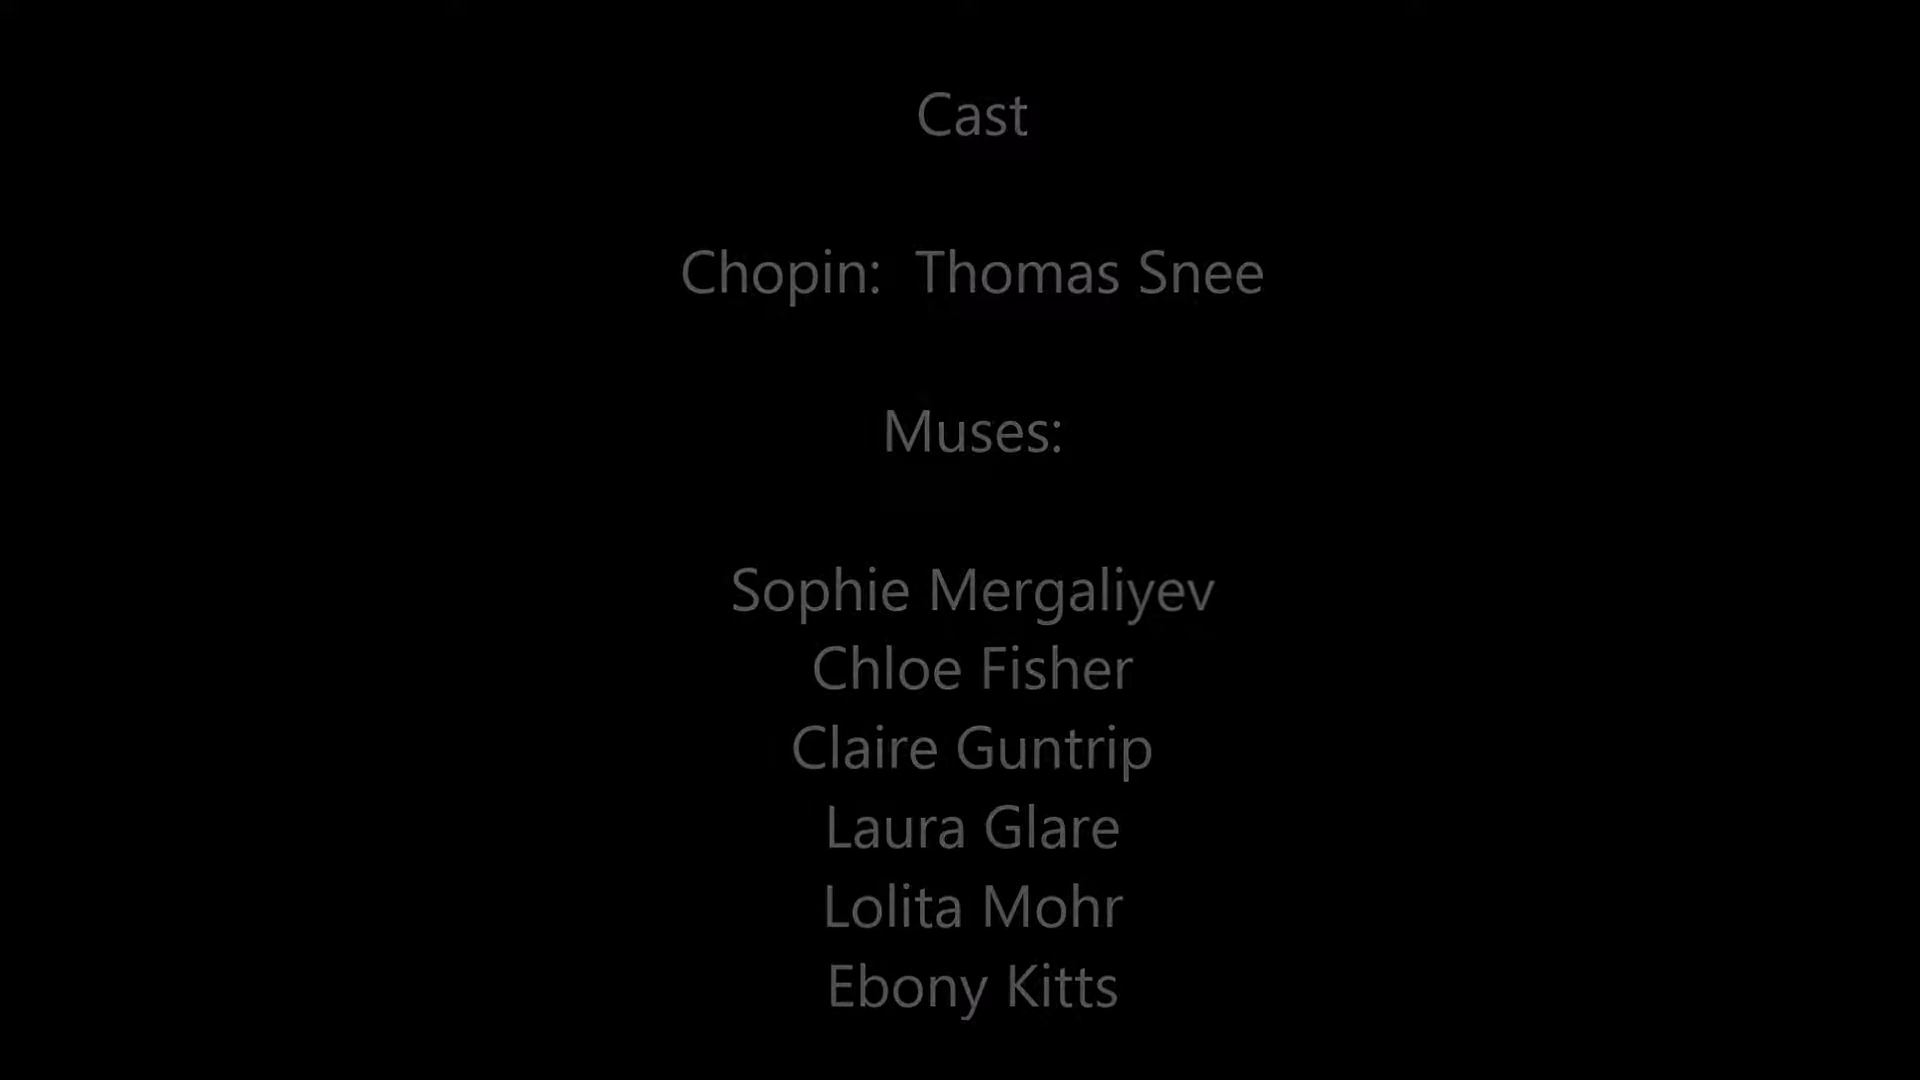 Cast
Chopin:  Thomas Snee
Muses:
Sophie Mergaliyev
Chloe Fisher
Claire Guntrip
Laura Glare
Lolita Mohr
Ebony Kitts